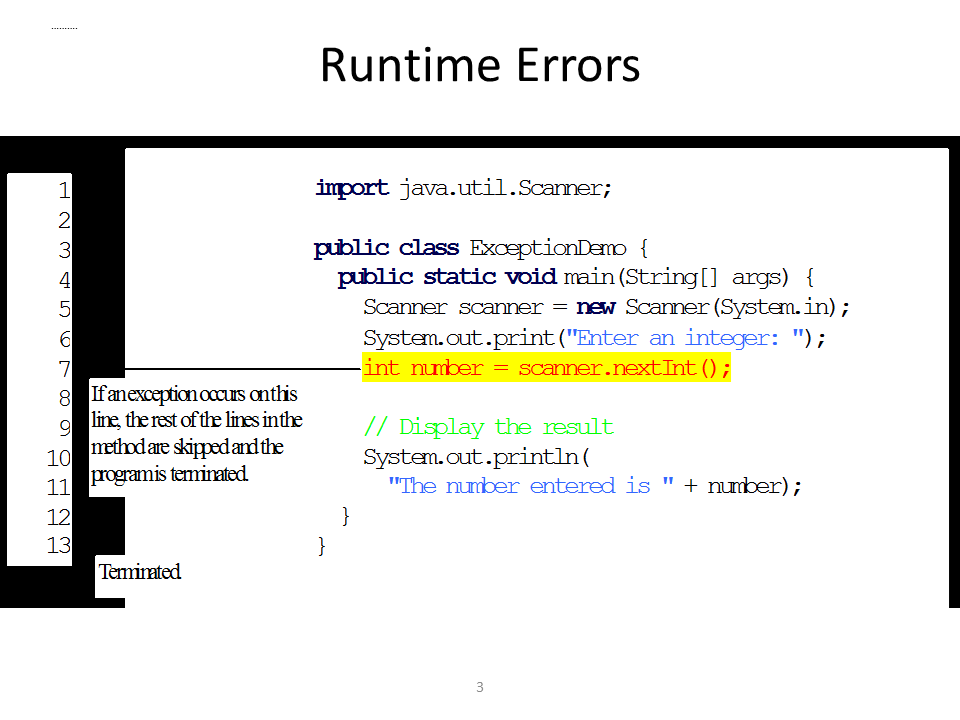 ..........
Runtime Errors
1 import java.util.Scanner;
2
3 public class ExceptionDemo {
4 public static void main(String[] args) {
5 Scanner scanner = new Scanner(System.in);
6 System.out.print("Enter an integer: ");
7 int number = scanner.nextInt();
8
9 // Display the result
10 System.out.println(
11 "The number entered is " + number);
12 }
13 }
If an exception occurs on this
line, the rest of the lines in the
method are skipped and the
program is terminated.
Terminated.
3